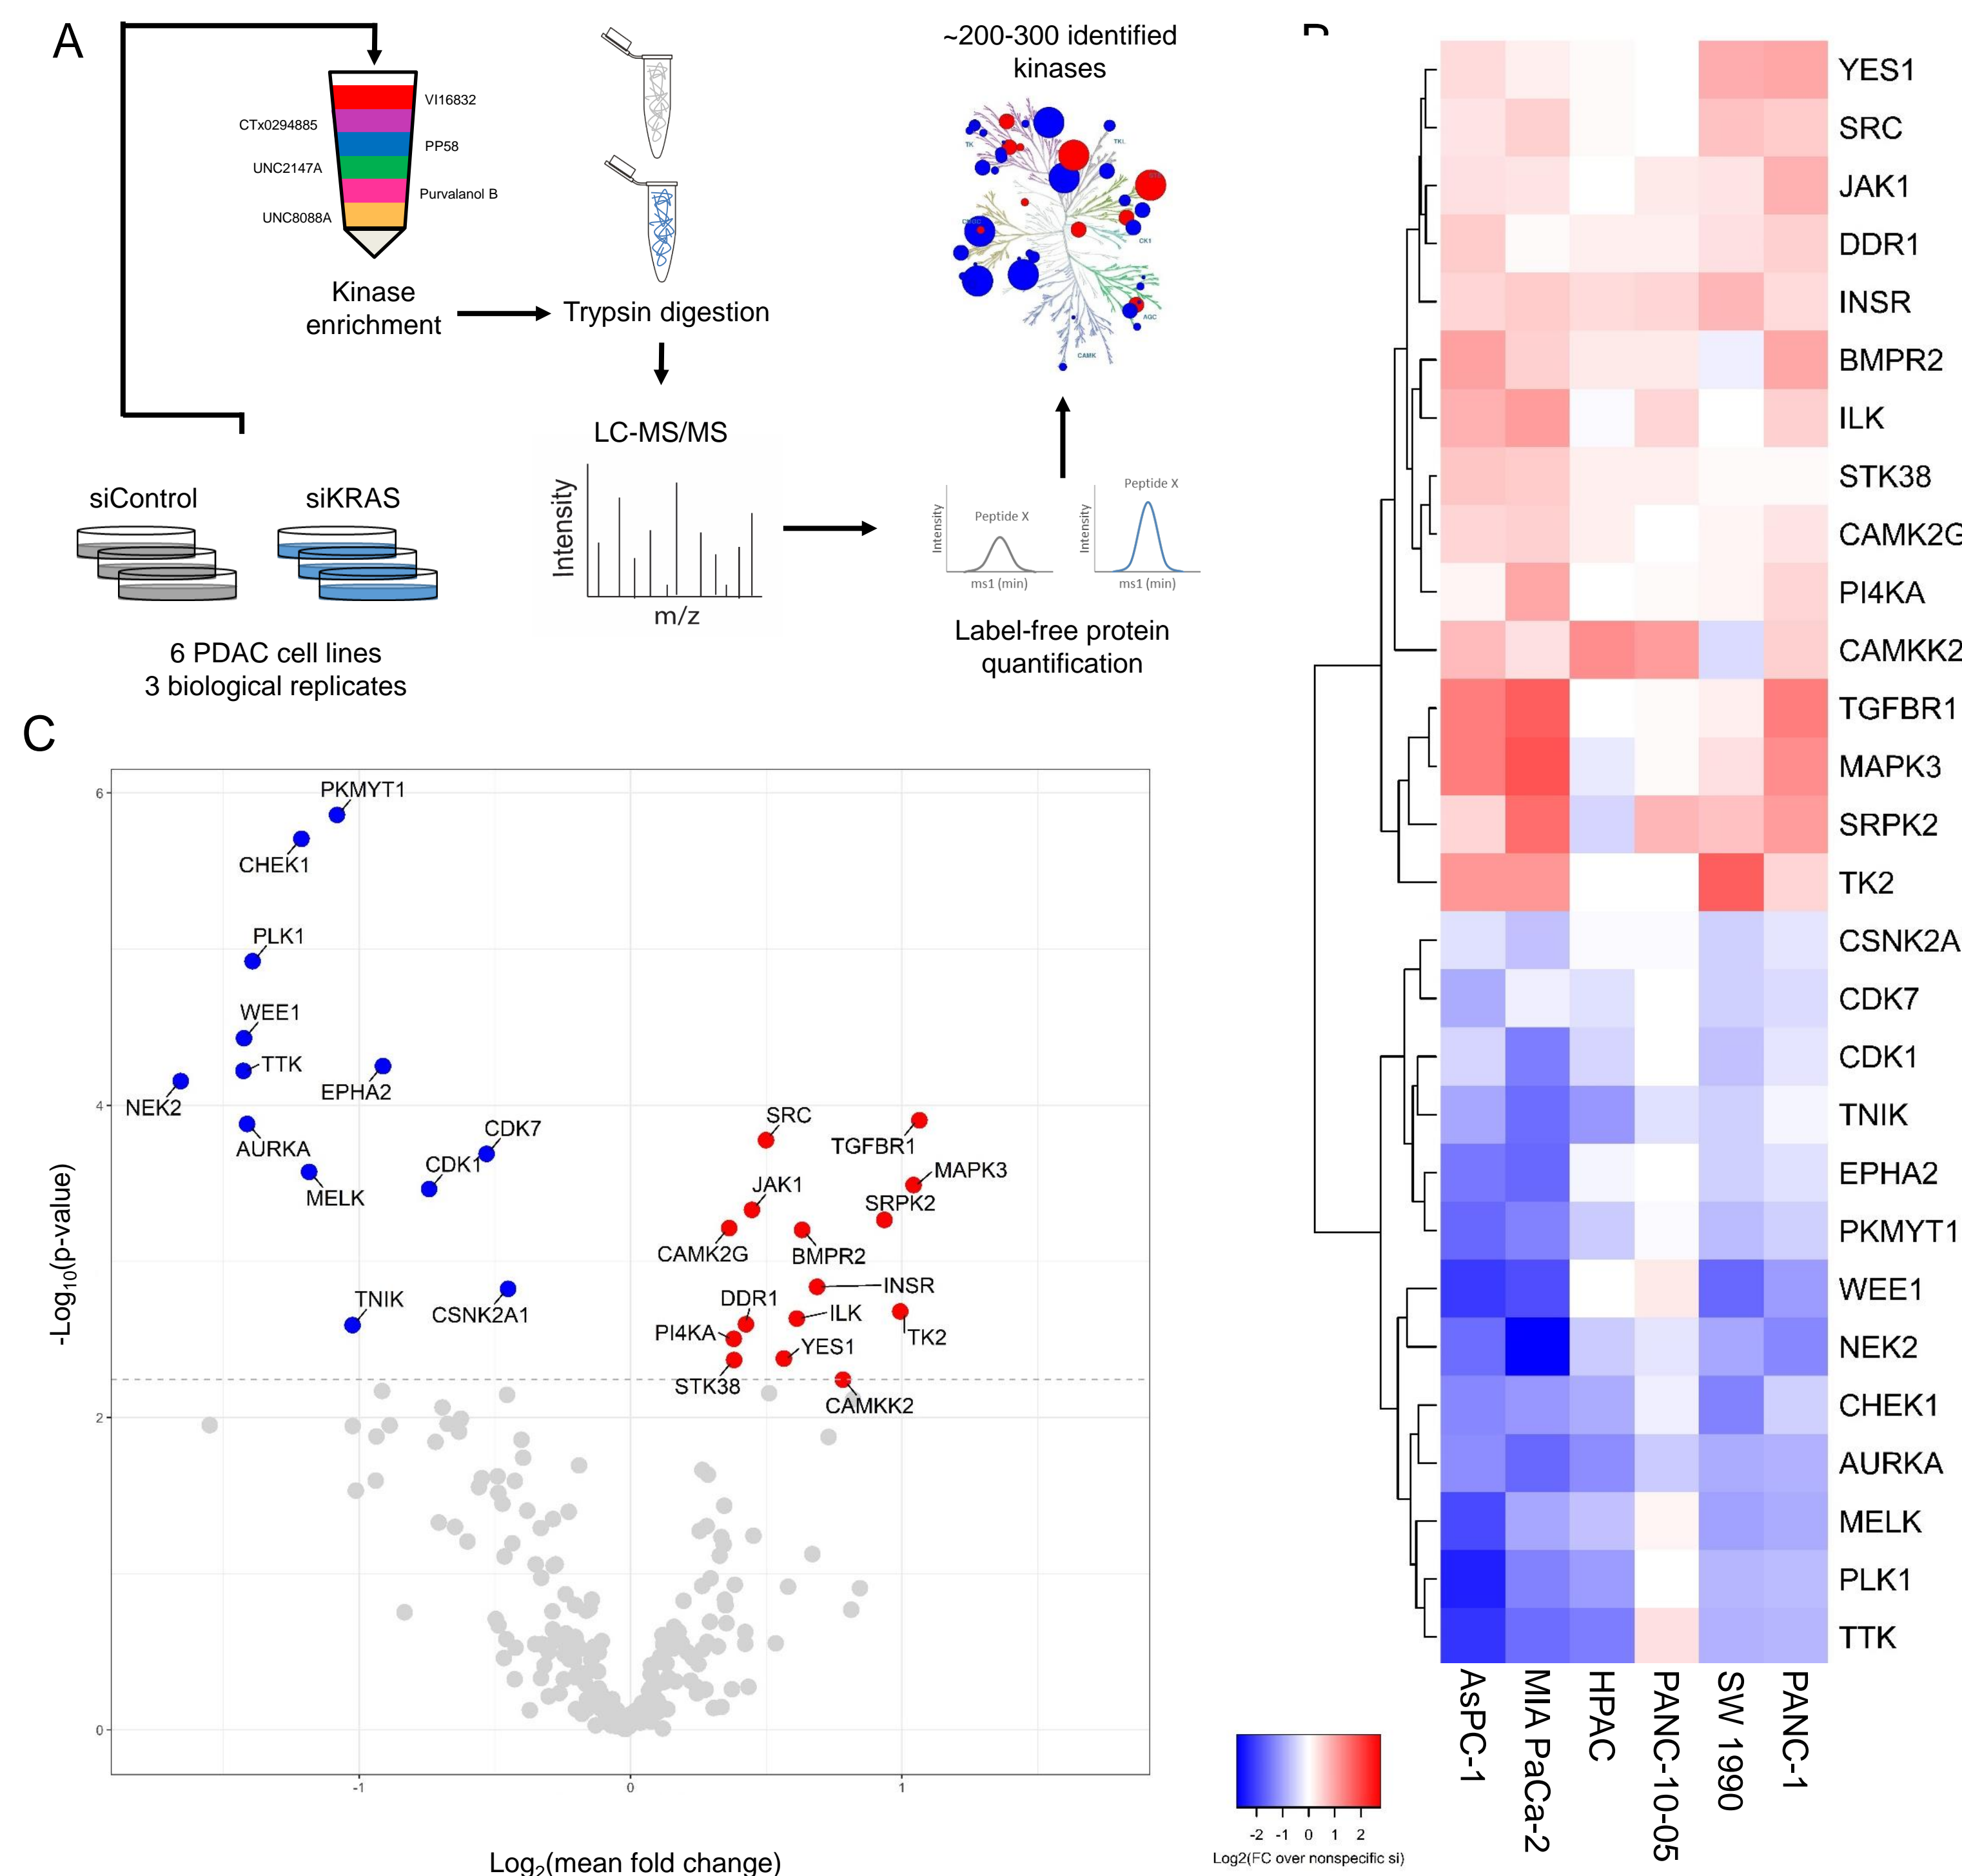 A
VI16832
CTx0294885
PP58
UNC2147A
Purvalanol B
UNC8088A
Kinase
enrichment
Trypsin digestion
~200-300 identified
kinases
TK
TKL
CK1
AGC
CAMK
siControl
siKRAS
6 PDAC cell lines
3 biological replicates
LC-MS/MS
Intensity
m/z
Peptide X
Intensity
ms1 (min)
Peptide X
Intensity
ms1 (min)
Label-free protein
quantification
YES1
SRC
JAK1
DDR1
INSR
BMPR2
ILK
STK38
CAMK2G
PI4KA
CAMKK2
TGFBR1
MAPK3
SRPK2
TK2
CSNK2A
CDK7
CDK1
TNIK
EPHA2
PKMYT1
WEE1
NEK2
CHEK1
AURKA
MELK
PLK1
TTK
AsPC-1
MIA PaCa-2
HPAC
PANC-10-05
SW 1990
PANC-1
-2 -1 0 1 2
Log2(FC over nonspecific si)
C
PKMYT1
CHEK1
PLK1
WEE1
TTK
EPHA2
NEK2
AURKA
MELK
CDK7
CDK1
TNIK
CSNK2A1
SRC
TGFBR1
MAPK3
JAK1
SRPK2
CAMK2G
BMPR2
INSR
DDR1
ILK
PI4KA
TK2
YES1
STK38
CAMKK2
6
4
2
0
-1
0
1
-Log10(p-value)
Log2(mean fold change)